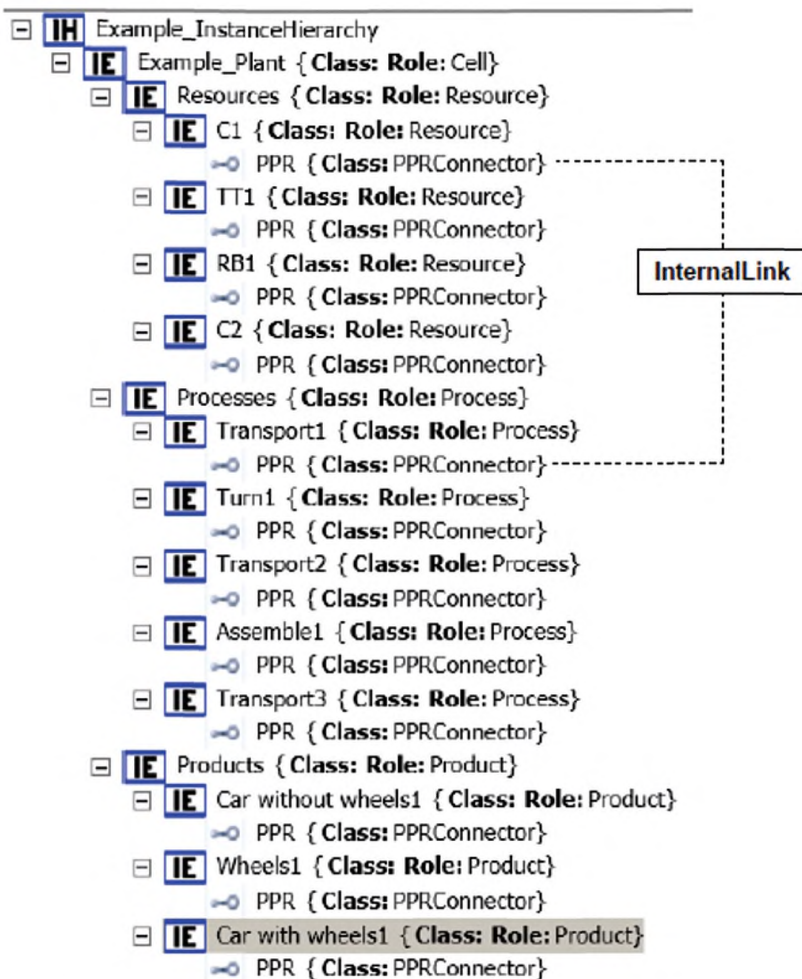 IH Example_InstanceHierarchy
IE Example_Plant {Class: Role: Cell}
IE Resources {Class: Role: Resource}
IE C1 {Class: Role: Resource}
PPR {Class: PPRConnector}
IE TT1 {Class: Role: Resource}
PPR {Class: PPRConnector}
IE RB1 {Class: Role: Resource}
InternalLink
PPR {Class: PPRConnector}
IE C2 {Class: Role: Resource}
PPR {Class: PPRConnector}
IE Processes {Class: Role: Process}
IE Transport1 {Class: Role: Process}
PPR {Class: PPRConnector}
IE Turn1 {Class: Role: Process}
PPR {Class: PPRConnector}
IE Transport2 {Class: Role: Process}
PPR {Class: PPRConnector}
IE Assemble1 {Class: Role: Process}
PPR {Class: PPRConnector}
IE Transport3 {Class: Role: Process}
PPR {Class: PPRConnector}
IE Products {Class: Role: Product}
IE Car without wheels1 {Class: Role: Product}
PPR {Class: PPRConnector}
IE Wheels1 {Class: Role: Product}
PPR {Class: PPRConnector}
IE Car with wheels1 {Class: Role: Product}
PPR {Class: PPRConnector}